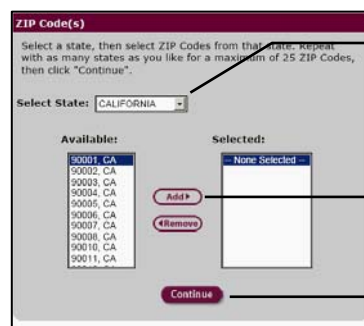 ZIP Code(s)
Select a state, then select ZIP Codes from that state. Repeat
with as many states as you like for a maximum of 25 ZIP Codes,
then click "Continue".
Select State: CALIFORNIA
Available:
Selected:
90001, CA
90002, CA
90003, CA
90004, CA
90005, CA
90006, CA
90007, CA
90008, CA
90010, CA
90011, CA
-- None Selected --
Add
Remove
Continue